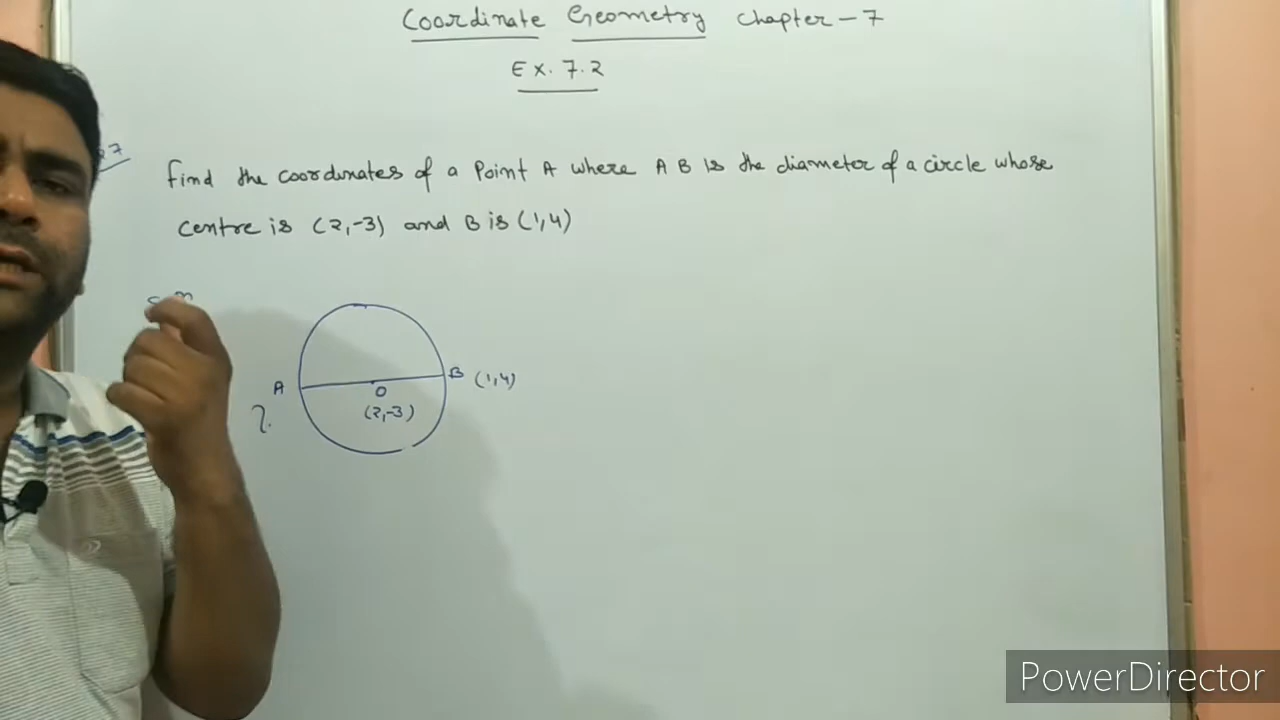 Coordinate Geometry Chapter-7
Ex. 7.2
7
Find the coordinates of a Point A where A B is the diameter of a circle whose
centre is (2,-3) and B is (1,4)
A
B (1,4)
O
(2,-3)
?
PowerDirector